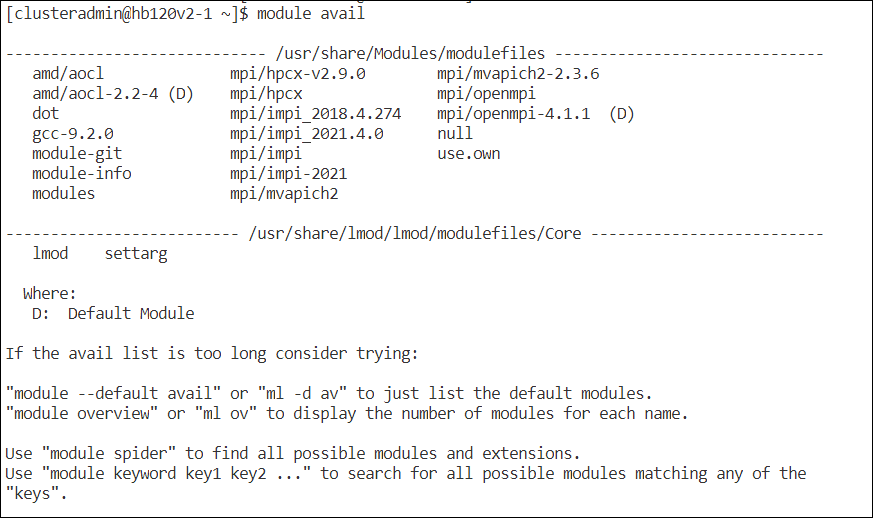 [clusteradmin@hb120v2-1 ~]$ module avail
----------------------------- /usr/share/Modules/modulefiles ------------------------------
amd/aocl mpi/hpcx-v2.9.0 mpi/mvapich2-2.3.6
amd/aocl-2.2-4 (D) mpi/hpcx mpi/openmpi
dot mpi/impi_2018.4.274 mpi/openmpi-4.1.1 (D)
gcc-9.2.0 mpi/impi_2021.4.0 null
module-git mpi/impi use.own
module-info mpi/impi-2021
modules mpi/mvapich2
-------------------------- /usr/share/lmod/lmod/modulefiles/Core --------------------------
lmod settarg
Where:
D: Default Module
If the avail list is too long consider trying:
"module --default avail" or "ml -d av" to just list the default modules.
"module overview" or "ml ov" to display the number of modules for each name.
Use "module spider" to find all possible modules and extensions.
Use "module keyword key1 key2 ..." to search for all possible modules matching any of the
"keys".